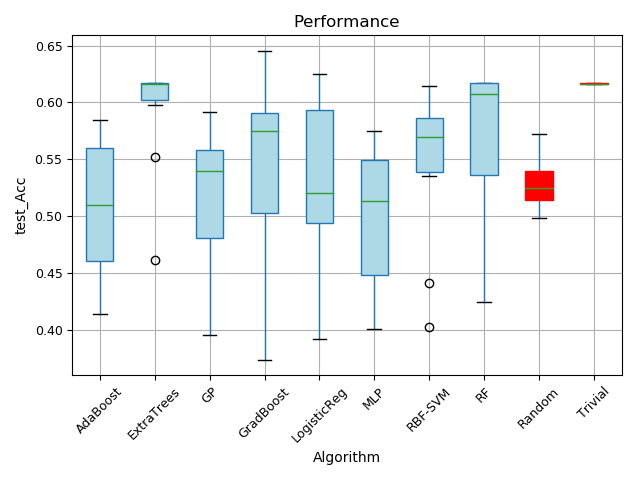 Performance
test_Acc
0.65
0.60
0.55
0.50
0.45
0.40
AdaBoost
ExtraTrees
GP
GradBoost
LogisticReg
MLP
RBF-SVM
RF
Random
Trivial
Algorithm